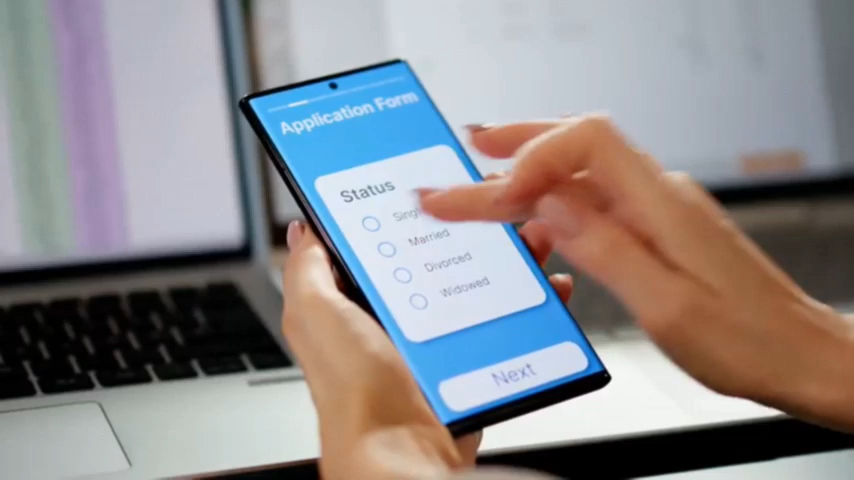 Application Form
Status
Married
Divorced
Widowed
Next